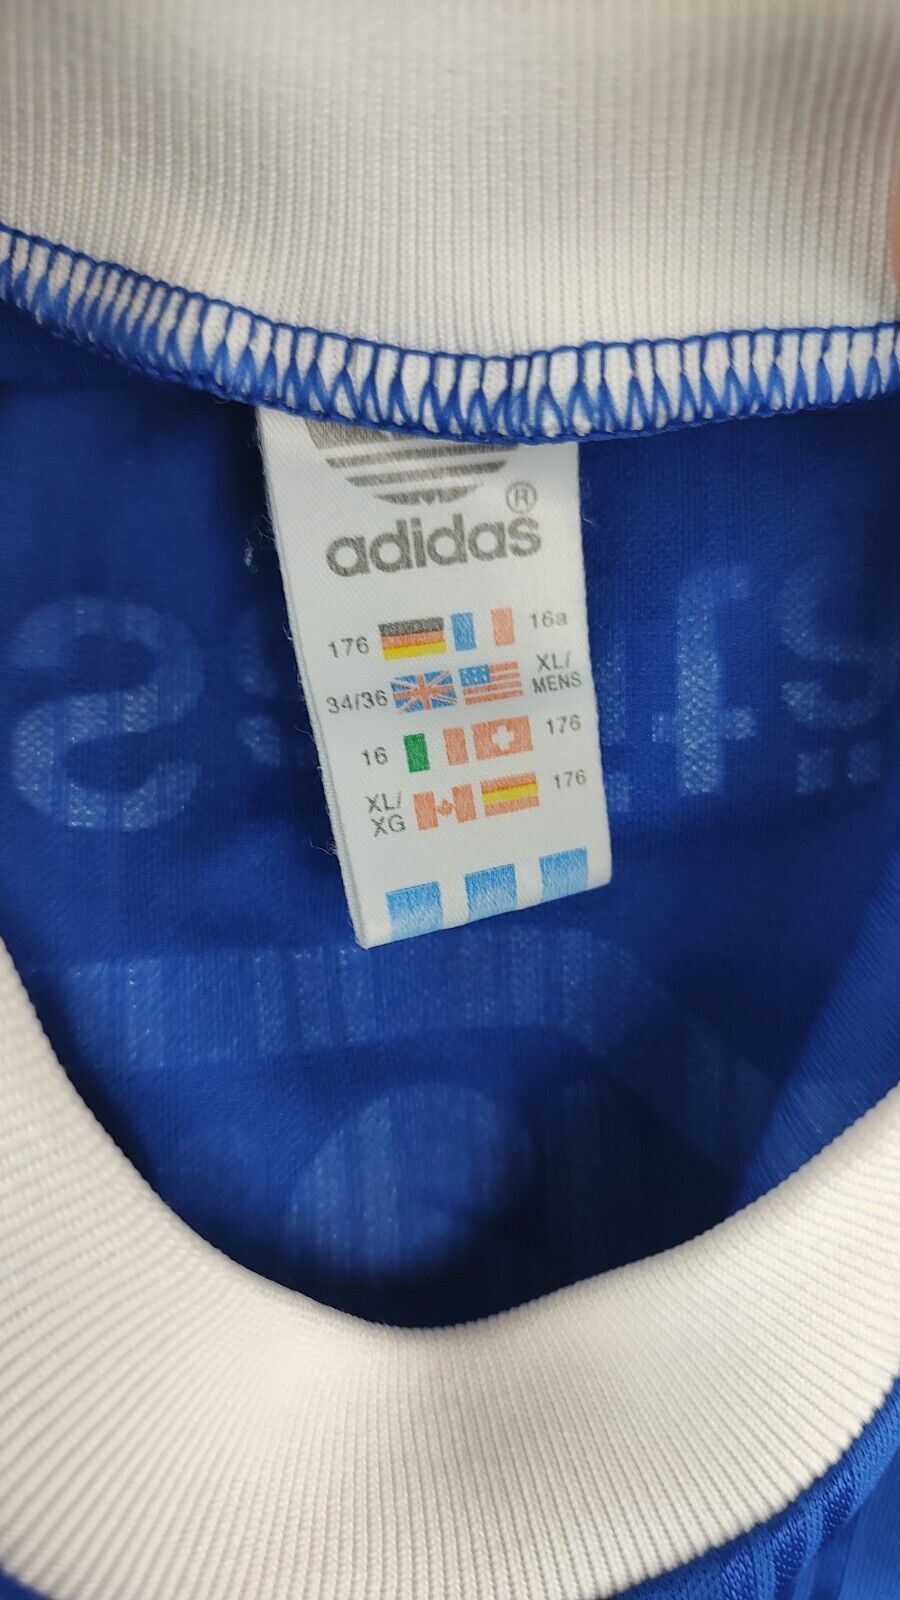 adidas ®
176 16a
34/36 XL/
MENS
16 176
XL/
XG 176